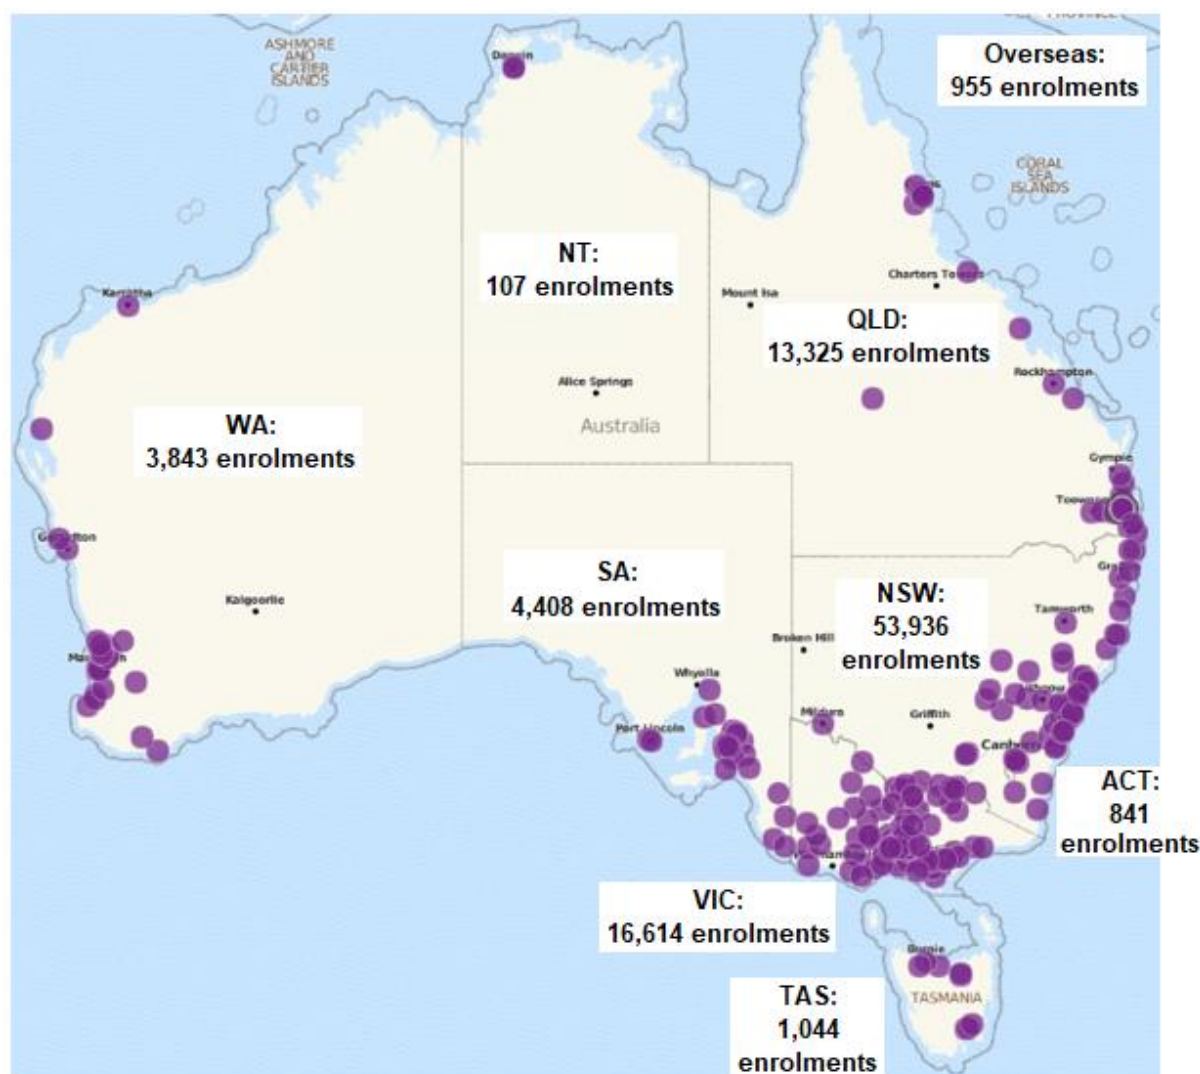 PROVINCE
ASHMORE
AND
CARTIER
ISLANDS
Overseas:
955 enrolments
CORAL
SEA
ISLANDS
NT:
107 enrolments
Charters Towers
Mount Isa
Karratha
QLD:
13,325 enrolments
Rockhampton
Alice Springs
Australia
WA:
3,843 enrolments
Gympie
SA:
4,408 enrolments
NSW:
53,936
enrolments
Kalgoorlie
Tamworth
Broken Hill
Whyalla
Mildura
Griffith
Port Lincoln
ACT:
841
enrolments
VIC:
16,614 enrolments
Burnie
TASMANIA
TAS:
1,044
enrolments